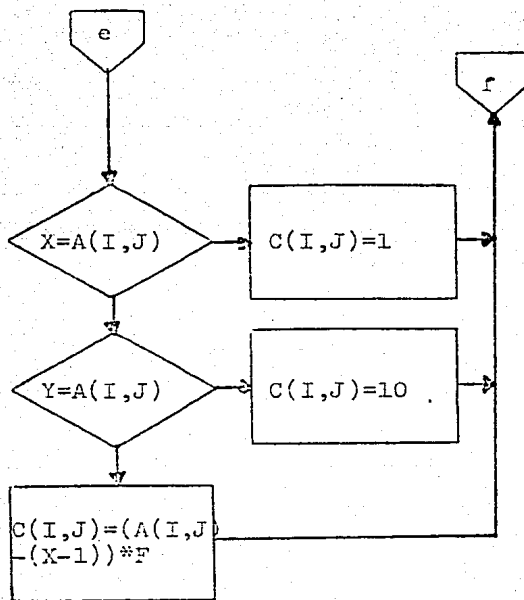 e
f
X=A(I,J)
C(I,J)=1
Y=A(I,J)
C(I,J)=10
C(I,J)=(A(I,J)
-(X-1))*F